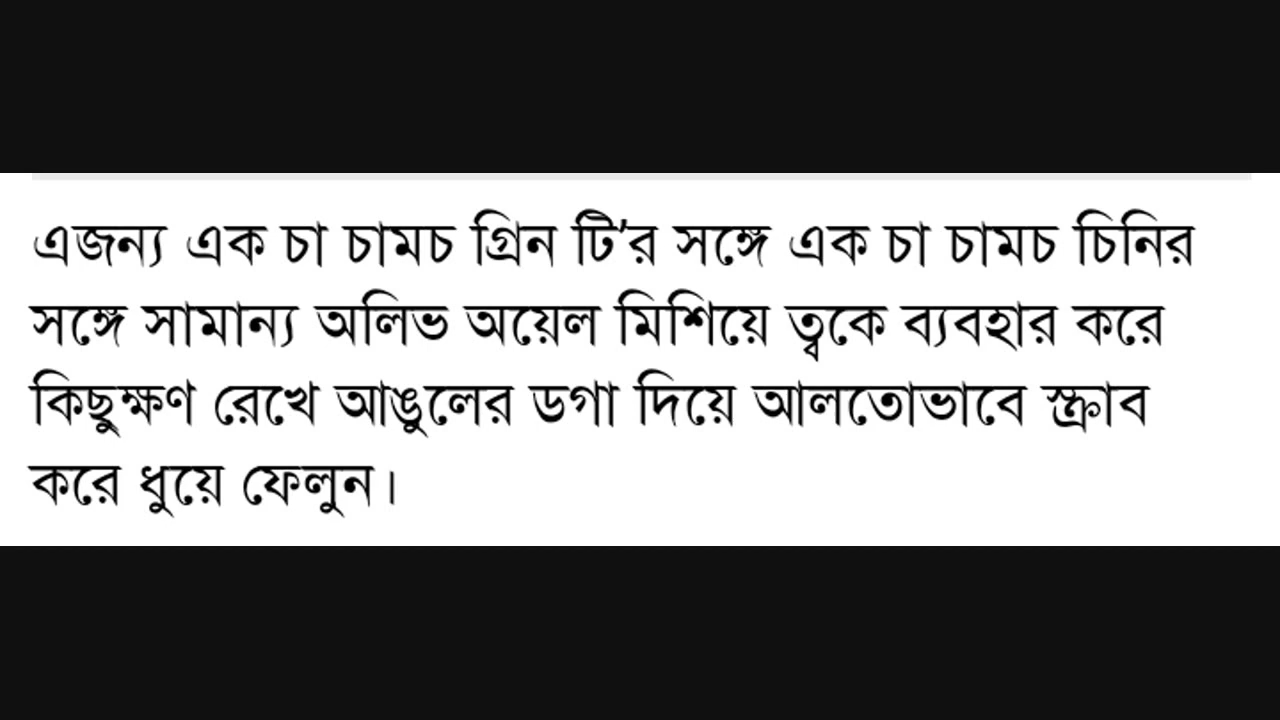 এজন্য এক চা চামচ গ্রিন টি’র সঙ্গে এক চা চামচ চিনির
সঙ্গে সামান্য অলিভ অয়েল মিশিয়ে ত্বকে ব্যবহার করে
কিছুক্ষণ রেখে আঙুলের ডগা দিয়ে আলতোভাবে স্ক্রাব
করে ধুয়ে ফেলুন।